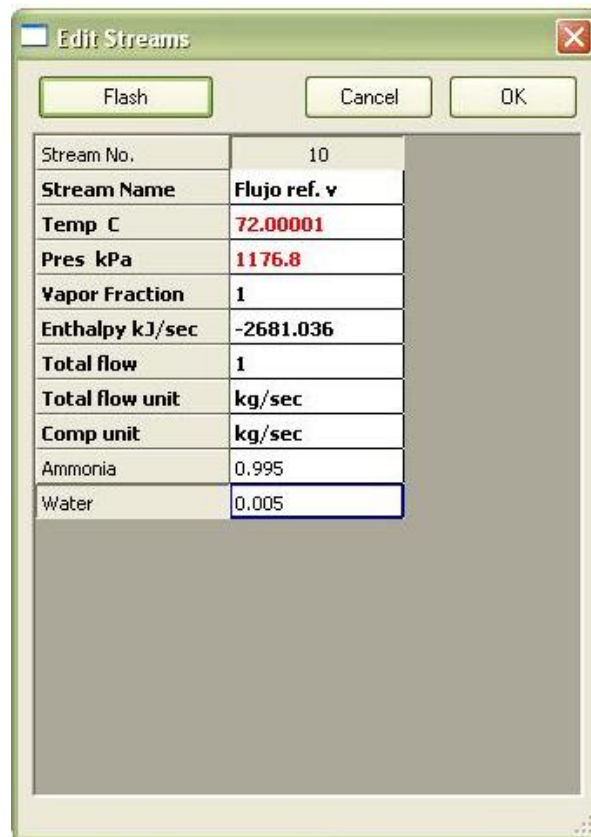 Edit Streams
Flash Cancel OK
Stream No. 10
Stream Name Flujo ref. v
Temp C 72.00001
Pres kPa 1176.8
Vapor Fraction 1
Enthalpy kJ/sec -2681.036
Total flow 1
Total flow unit kg/sec
Comp unit kg/sec
Ammonia 0.995
Water 0.005